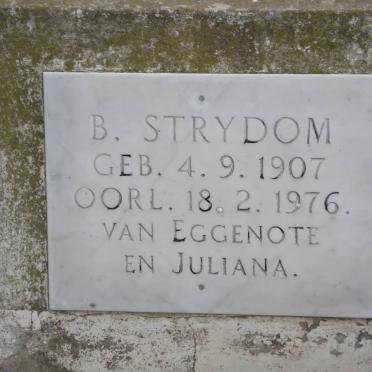 B. STRYDOM
GEB. 4. 9. 1907
OORL. 18. 2. 1976.
VAN EGGENOTE
EN JULIANA.